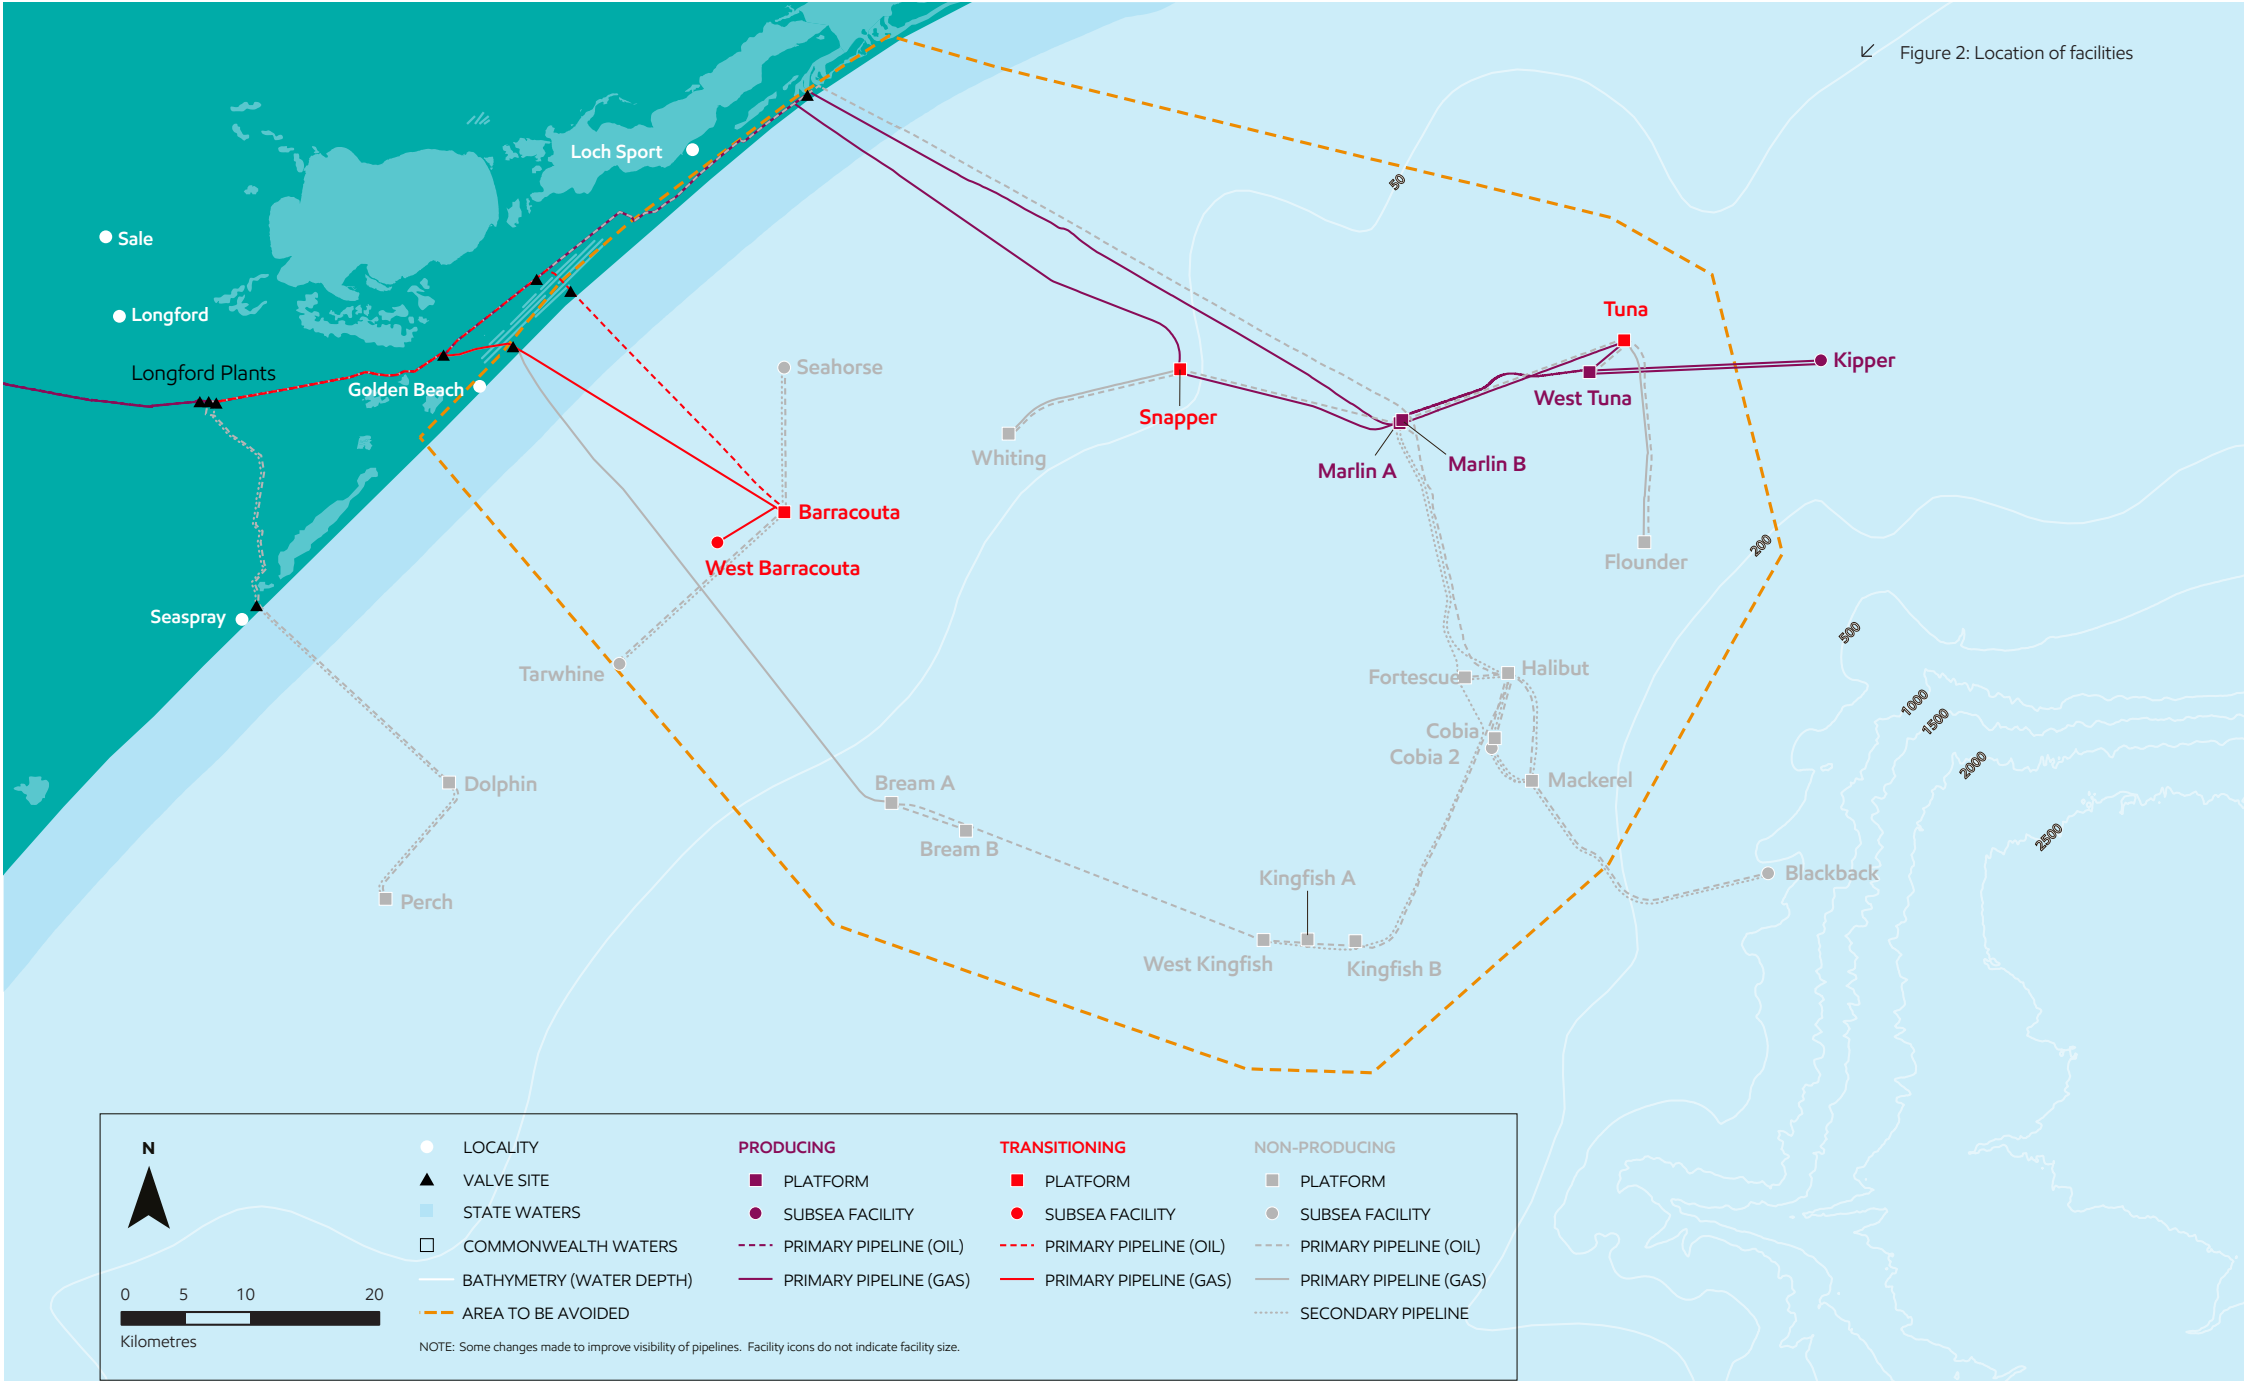 ↙ Figure 2: Location of facilities
Loch Sport
50
Sale
Longford
Tuna
Longford Plants
Golden Beach
Seahorse
Kipper
West Tuna
Snapper
Whiting
Marlin A
Marlin B
Barracouta
West Barracouta
Flounder
200
Seaspray
500
Tarwhine
Fortescue
Halibut
1000
1500
Cobia
Cobia 2
2000
Dolphin
Bream A
Mackerel
2500
Bream B
Kingfish A
Blackback
Perch
West Kingfish
Kingfish B
N
0 5 10 20
Kilometres
LOCALITY
VALVE SITE
STATE WATERS
COMMONWEALTH WATERS
BATHYMETRY (WATER DEPTH)
AREA TO BE AVOIDED
PRODUCING
PLATFORM
SUBSEA FACILITY
PRIMARY PIPELINE (OIL)
PRIMARY PIPELINE (GAS)
TRANSITIONING
PLATFORM
SUBSEA FACILITY
PRIMARY PIPELINE (OIL)
PRIMARY PIPELINE (GAS)
NON-PRODUCING
PLATFORM
SUBSEA FACILITY
PRIMARY PIPELINE (OIL)
PRIMARY PIPELINE (GAS)
SECONDARY PIPELINE
NOTE: Some changes made to improve visibility of pipelines. Facility icons do not indicate facility size.